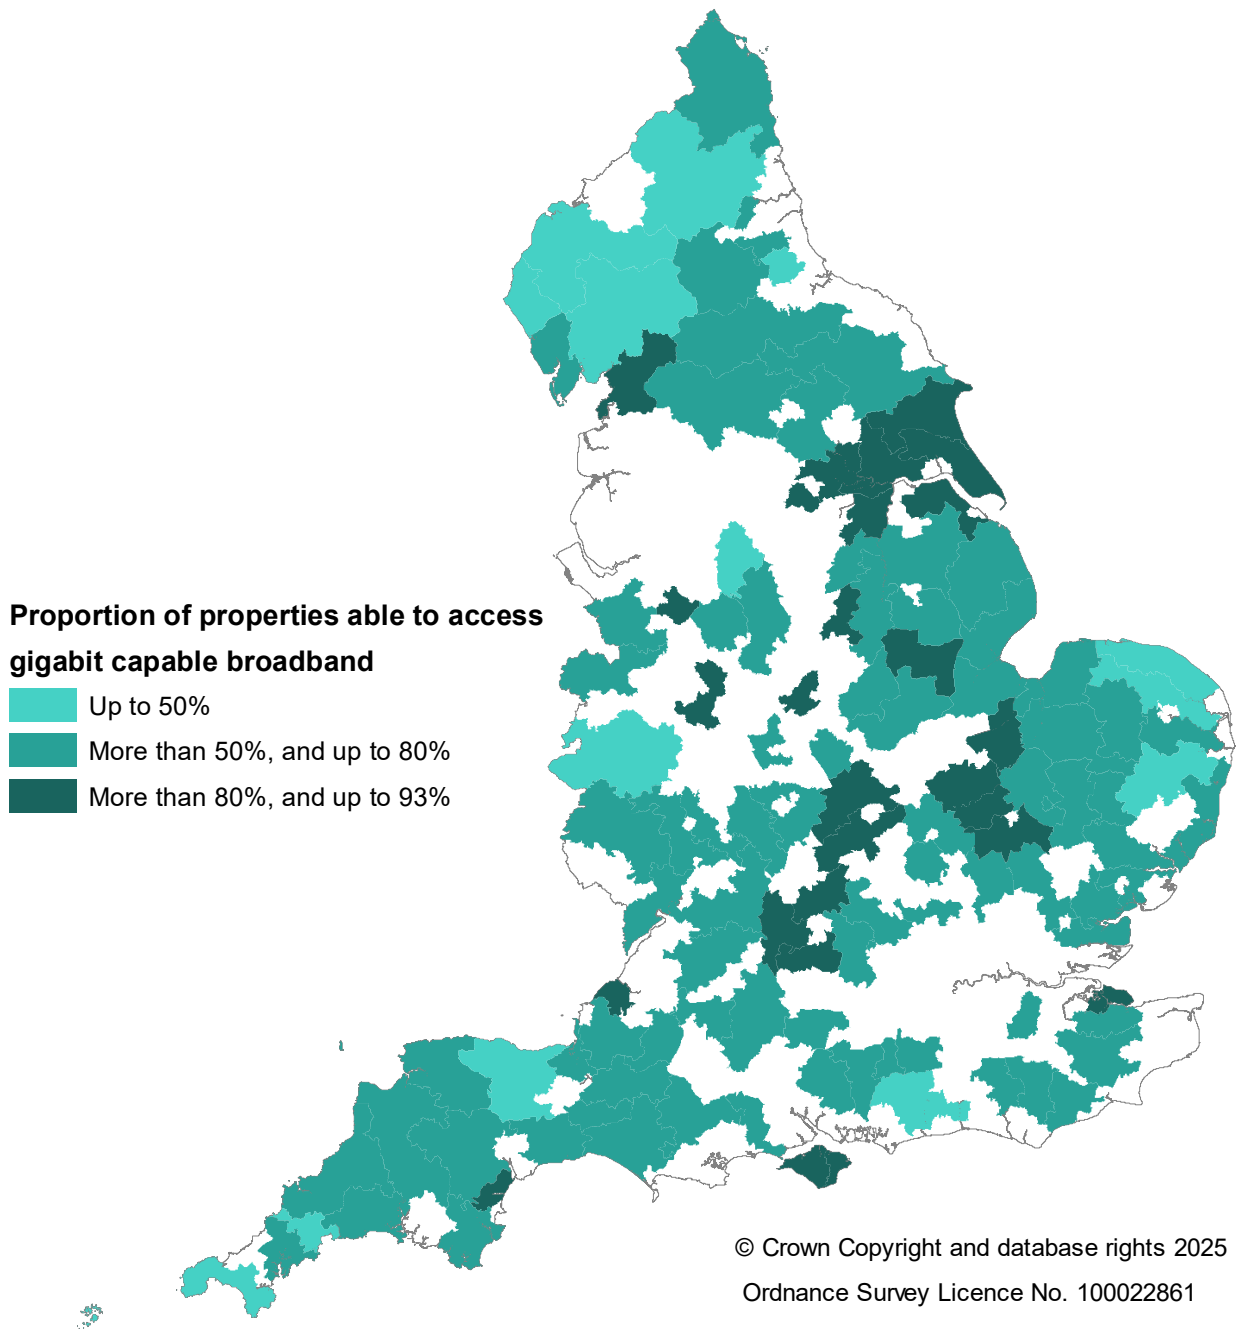 Proportion of properties able to access
gigabit capable broadband
Up to 50%
More than 50%, and up to 80%
More than 80%, and up to 93%
© Crown Copyright and database rights 2025
Ordnance Survey Licence No. 100022861